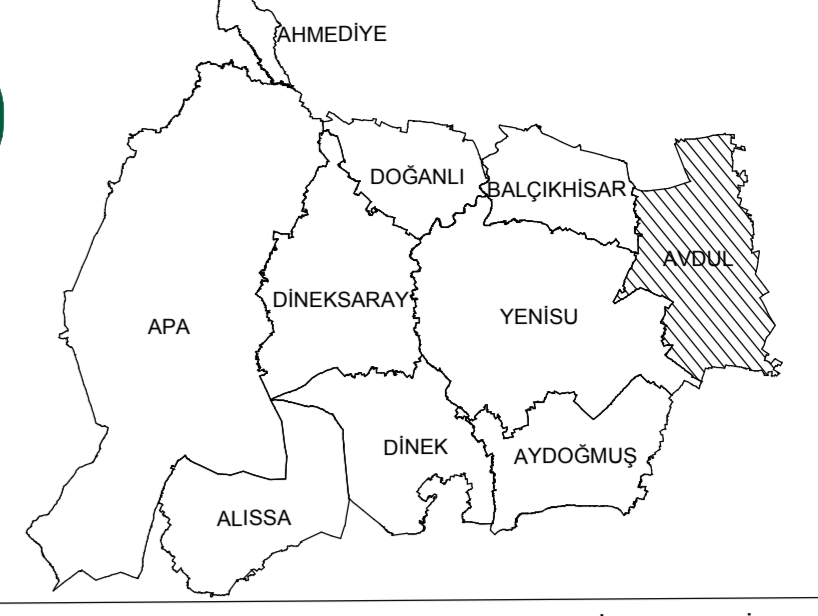 AHMEDİYE
DOĞANLI
BALÇIKHİSAR
AVDUL
DİNEKSARAY
YENİSU
APA
DİNEK
AYDOĞMUŞ
ALISSA